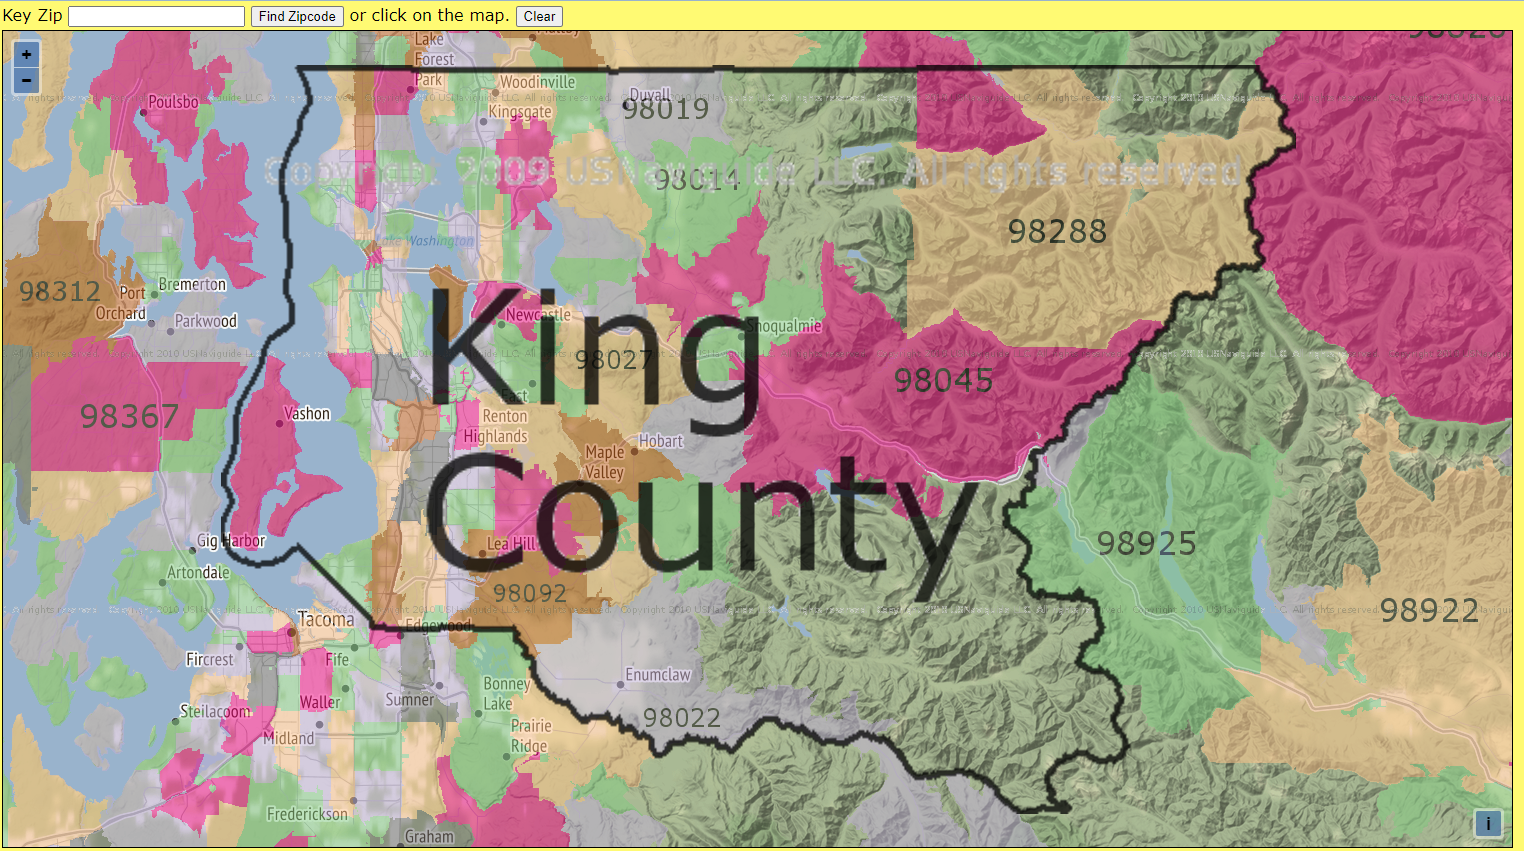 Key Zip Find Zipcode or click on the map. Clear
+
−
Lake
Forest
Park
Woodinville
Poulsbo
Duvall
98019
Kingsgate
Copyright 2009 USNaviguide LLC. All rights reserved
98014
98288
Lake Washington
98312
Bremerton
Port
Orchard
Parkwood
Newcastle
Snoqualmie
King
98027
98045
98367
Vashon
East
Renton
Highlands
Hobart
Maple
Valley
County
Gig Harbor
Lea Hill
98925
Artondale
98092
98922
Tacoma
Edgewood
Fircrest
Fife
Enumclaw
Waller
Sumner
Bonney
Lake
Steilacoom
98022
Midland
Prairie
Ridge
Frederickson
Graham
i